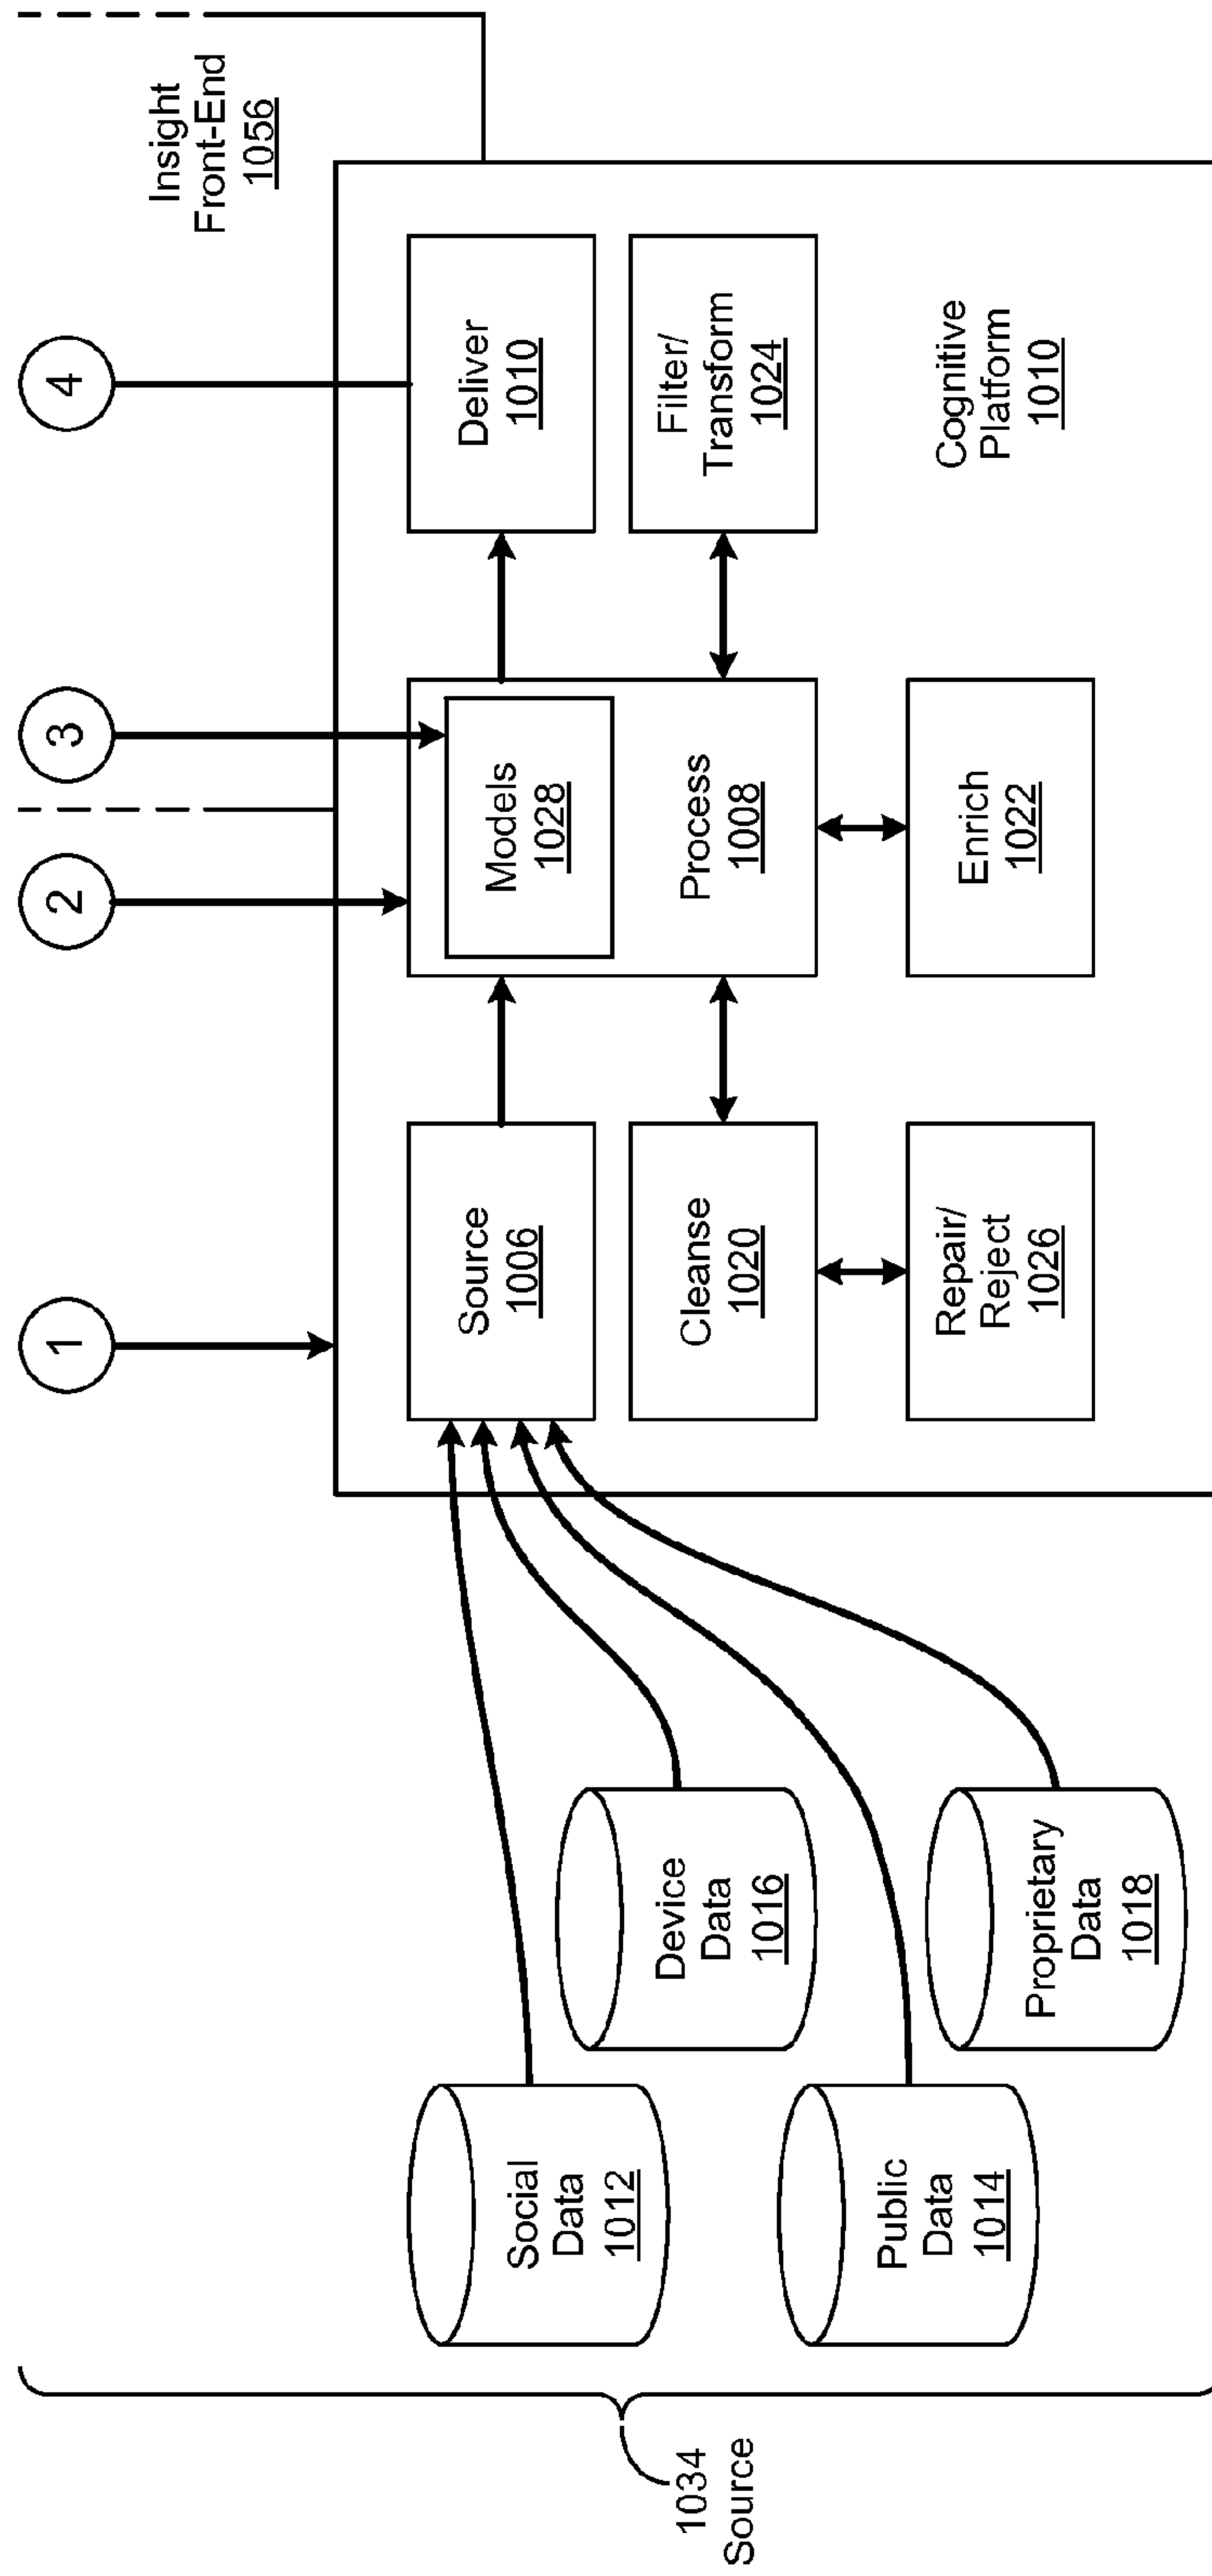 1
2
3
4
Insight
Front-End
1056
Source
1006
Models
1028
Process
1008
Deliver
1010
Cleanse
1020
Filter/
Transform
1024
Repair/
Reject
1026
Enrich
1022
Cognitive
Platform
1010
Social
Data
1012
Device
Data
1016
Public
Data
1014
Proprietary
Data
1018
1034
Source